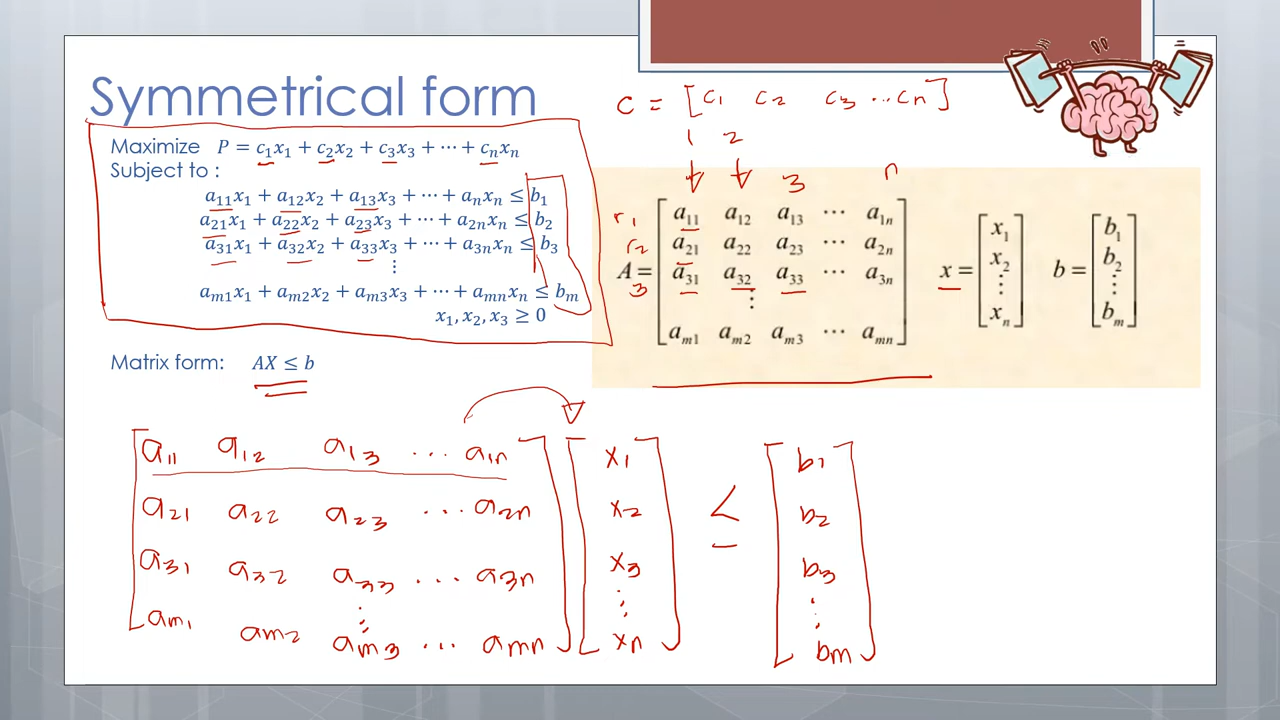 Symmetrical form
Maximize P = c₁x₁ + c₂x₂ + c₃x₃ + ⋯ + cₙxₙ
Subject to :
a₁₁x₁ + a₁₂x₂ + a₁₃x₃ + ⋯ + aₙxₙ ≤ b₁
a₂₁x₁ + a₂₂x₂ + a₂₃x₃ + ⋯ + a₂ₙxₙ ≤ b₂
a₃₁x₁ + a₃₂x₂ + a₃₃x₃ + ⋯ + a₃ₙxₙ ≤ b₃
⋮
aₘ₁x₁ + aₘ₂x₂ + aₘ₃x₃ + ⋯ + aₘₙxₙ ≤ bₘ
x₁, x₂, x₃ ≥ 0
Matrix form: AX ≤ b
c = [c₁ c₂ c₃ ⋯ cₙ]
1 2 3 n
r₁
r₂
3
A =
a₁₁ a₁₂ a₁₃ ⋯ a₁ₙ
a₂₁ a₂₂ a₂₃ ⋯ a₂ₙ
a₃₁ a₃₂ a₃₃ ⋯ a₃ₙ
⋮
aₘ₁ aₘ₂ aₘ₃ ⋯ aₘₙ
x =
x₁
x₂
⋮
xₙ
b =
b₁
b₂
⋮
bₘ
a₁₁ a₁₂ a₁₃ ⋯ a₁ₙ x₁ b₁
a₂₁ a₂₂ a₂₃ ⋯ a₂ₙ x₂ ≤ b₂
a₃₁ a₃₂ a₃₃ ⋯ a₃ₙ x₃ b₃
⋮ ⋮ ⋮
aₘ₁ aₘ₂ aₘ₃ ⋯ aₘₙ xₙ bₘ